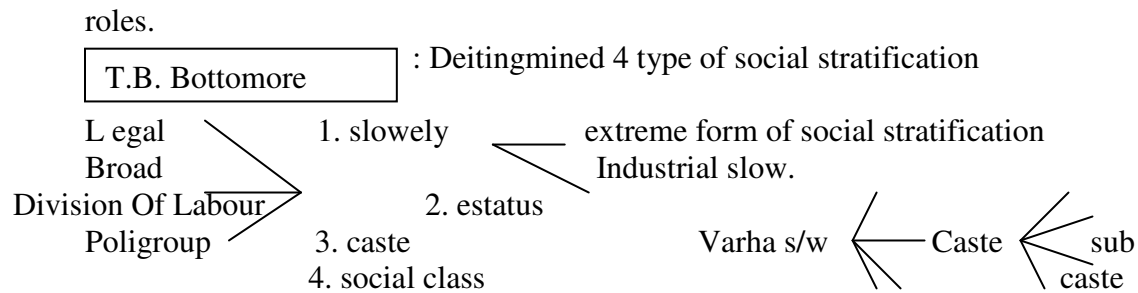 roles.
T.B. Bottomore : Deitingmined 4 type of social stratification
L egal 1. slowely extreme form of social stratification
Broad Industrial slow.
Division Of Labour 2. estatus
Poligroup 3. caste Varha s/w Caste sub
4. social class caste